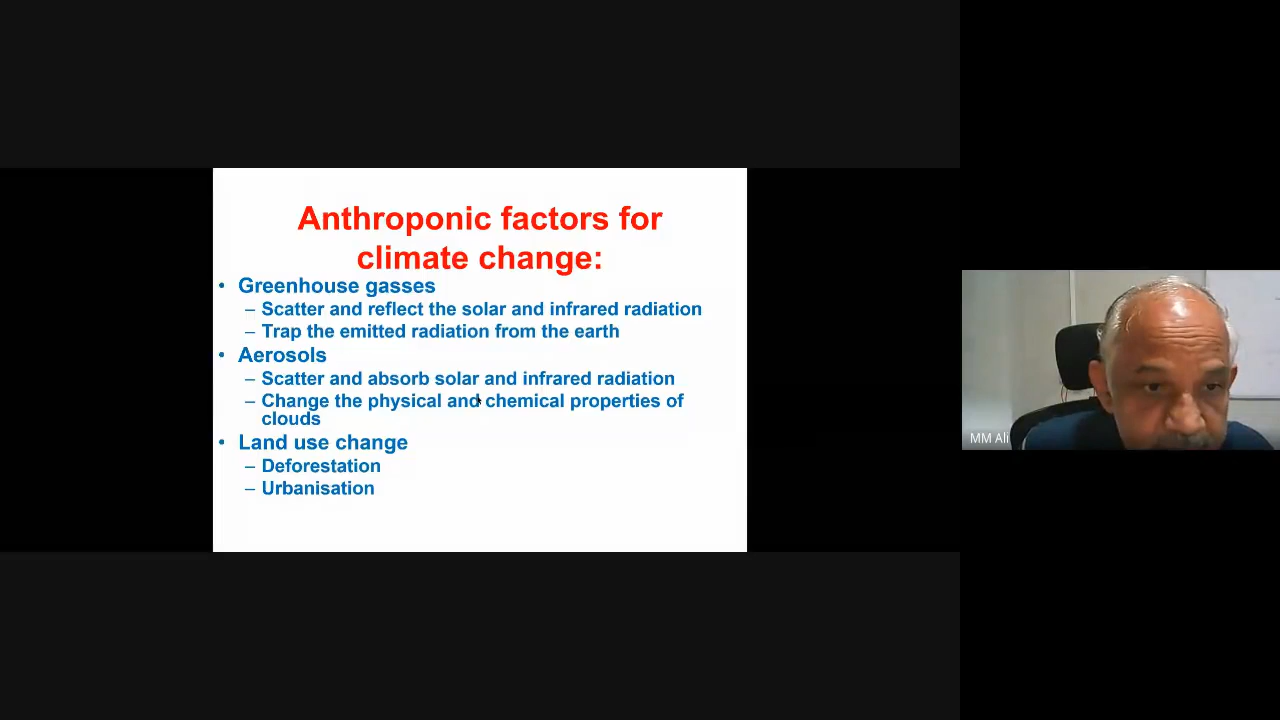 Anthroponic factors for
climate change:
• Greenhouse gasses
– Scatter and reflect the solar and infrared radiation
– Trap the emitted radiation from the earth
• Aerosols
– Scatter and absorb solar and infrared radiation
– Change the physical and chemical properties of
clouds
• Land use change
– Deforestation
– Urbanisation
MM Ali